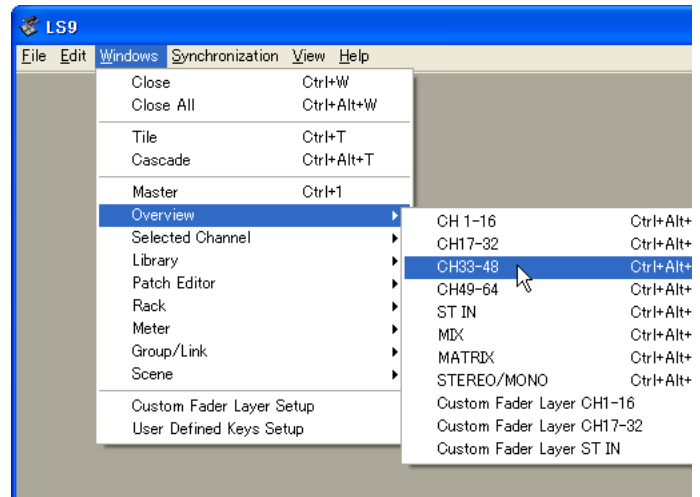 LS9
File Edit Windows Synchronization View Help
Close Ctrl+W
Close All Ctrl+Alt+W
Tile Ctrl+T
Cascade Ctrl+Alt+T
Master Ctrl+1
Overview
Selected Channel
Library
Patch Editor
Rack
Meter
Group/Link
Scene
Custom Fader Layer Setup
User Defined Keys Setup
CH 1-16 Ctrl+Alt+
CH17-32 Ctrl+Alt+
CH33-48 Ctrl+Alt+
CH49-64 Ctrl+Alt+
ST IN Ctrl+Alt+
MIX Ctrl+Alt+
MATRIX Ctrl+Alt+
STEREO/MONO Ctrl+Alt+
Custom Fader Layer CH1-16
Custom Fader Layer CH17-32
Custom Fader Layer ST IN